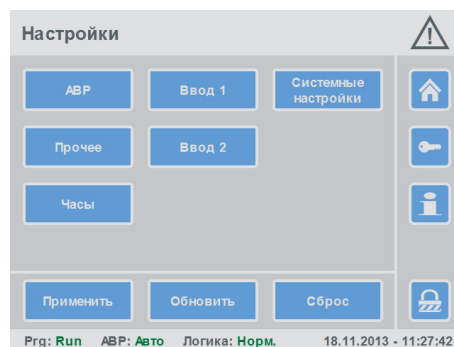 Настройки
АВР
Ввод 1
Системные
настройки
Прочее
Ввод 2
Часы
Применить
Обновить
Сброс
Prg: Run АВР: Авто Логика: Норм. 18.11.2013 - 11:27:42